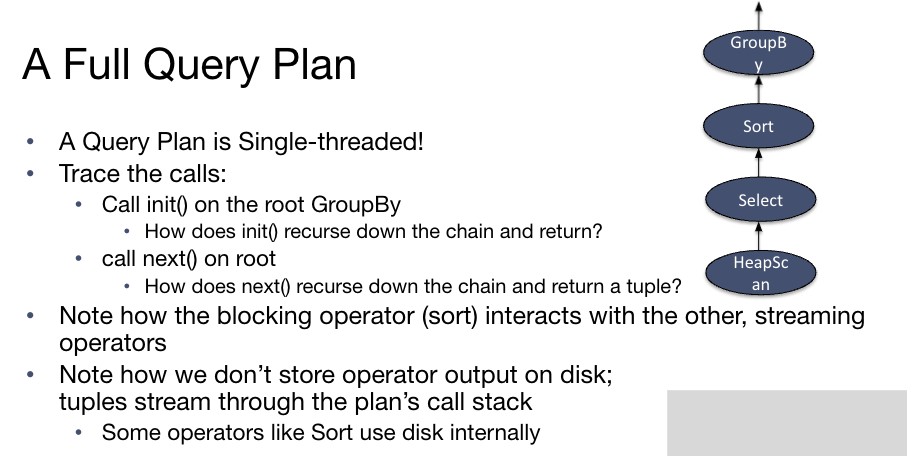 A Full Query Plan
• A Query Plan is Single-threaded!
• Trace the calls:
• Call init() on the root GroupBy
• How does init() recurse down the chain and return?
• call next() on root
• How does next() recurse down the chain and return a tuple?
• Note how the blocking operator (sort) interacts with the other, streaming
operators
• Note how we don’t store operator output on disk;
tuples stream through the plan’s call stack
• Some operators like Sort use disk internally
GroupB
y
Sort
Select
HeapSc
an